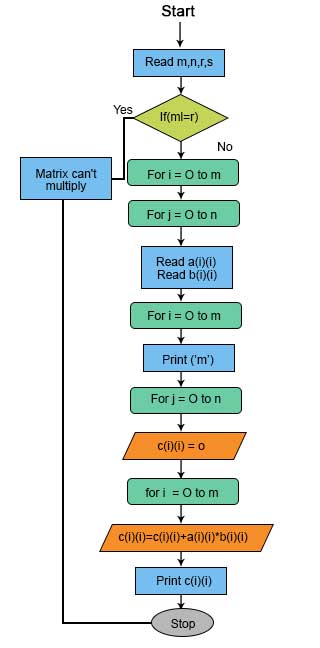 Start
Read m,n,r,s
If(ml=r)
Yes
No
Matrix can't
multiply
For i = O to m
For j = O to n
Read a(i)(i)
Read b(i)(i)
For i = O to m
Print ('m')
For j = O to n
c(i)(i) = o
for i = O to m
c(i)(i)=c(i)(i)+a(i)(i)*b(i)(i)
Print c(i)(i)
Stop